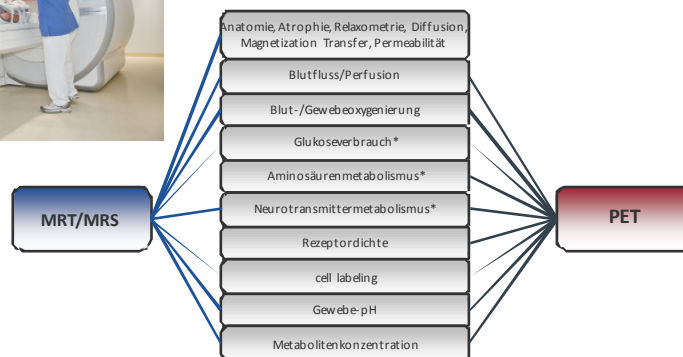 Anatomie, Atrophie, Relaxometrie, Diffusion,
Magnetization Transfer, Permeabilität
Blutfluss/Perfusion
Blut-/Gewebeoxygenierung
Glukoseverbrauch*
Aminosäurenmetabolismus*
MRT/MRS
Neurotransmittermetabolismus*
PET
Rezeptordichte
cell labeling
Gewebe-pH
Metabolitenkonzentration